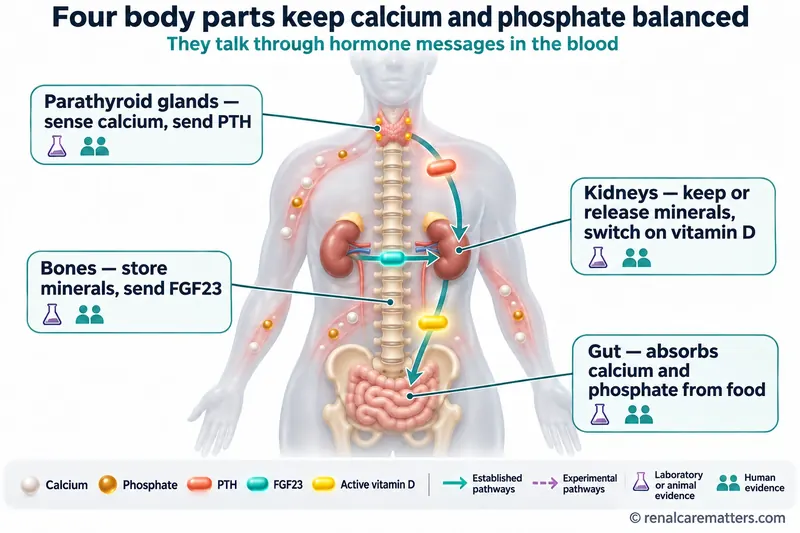 Four body parts keep calcium and phosphate balanced
They talk through hormone messages in the blood
Parathyroid glands —
sense calcium, send PTH
Kidneys — keep or
release minerals,
switch on vitamin D
Bones — store
minerals, send FGF23
Gut — absorbs
calcium and
phosphate from food
Calcium
Phosphate
PTH
FGF23
Active vitamin D
Established
pathways
Experimental
pathways
Laboratory
or animal
evidence
Human
evidence
© renalcarematters.com